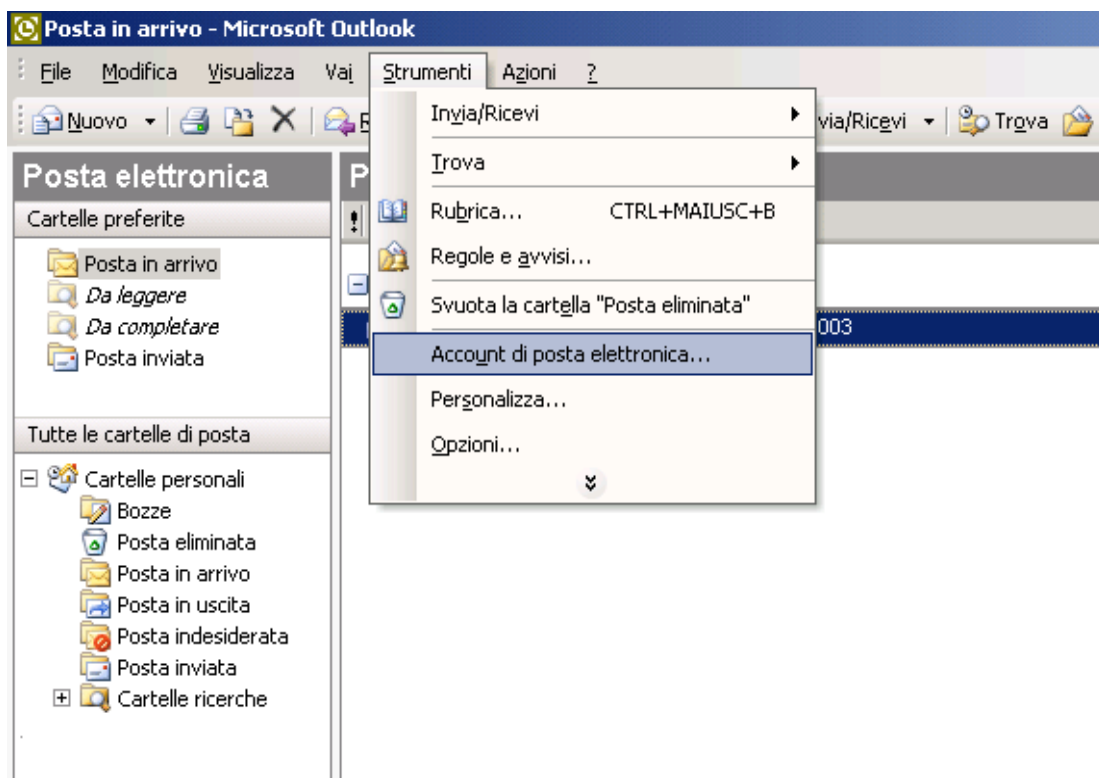 Posta in arrivo - Microsoft Outlook
File Modifica Visualizza Vai Strumenti Azioni ?
Nuovo via/Ricevi Trova
Invia/Ricevi
Trova
Rubrica... CTRL+MAIUSC+B
Regole e avvisi...
Svuota la cartella "Posta eliminata"
Account di posta elettronica...
Personalizza...
Opzioni...
Posta elettronica P
Cartelle preferite
Posta in arrivo
Da leggere
Da completare
003
Posta inviata
Tutte le cartelle di posta
Cartelle personali
Bozze
Posta eliminata
Posta in arrivo
Posta in uscita
Posta indesiderata
Posta inviata
Cartelle ricerche